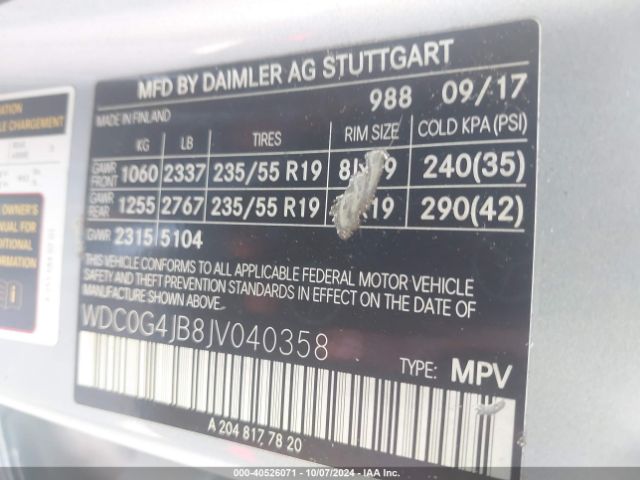 MFD BY DAIMLER AG STUTTGART
MADE IN FINLAND 988 09/17
KG LB TIRES RIM SIZE COLD KPA(PSI)
GAWR FRONT 1060 2337 235/55 R19 240(35)
GAWR REAR 1255 2767 235/55 R19 290(42)
GVWR 2315 5104
THIS VEHICLE CONFORMS TO ALL APPLICABLE FEDERAL MOTOR VEHICLE
SAFETY AND THEFT PREVENTION STANDARDS IN EFFECT ON THE DATE OF
MANUFACTURE SHOWN ABOVE.
WDC0G4JB8JV040358
TYPE: MPV
A 204 817 78 20
OWNER'S
MANUAL FOR
INFORMATION
000-40526071 - 10/07/2024 - IAA Inc.